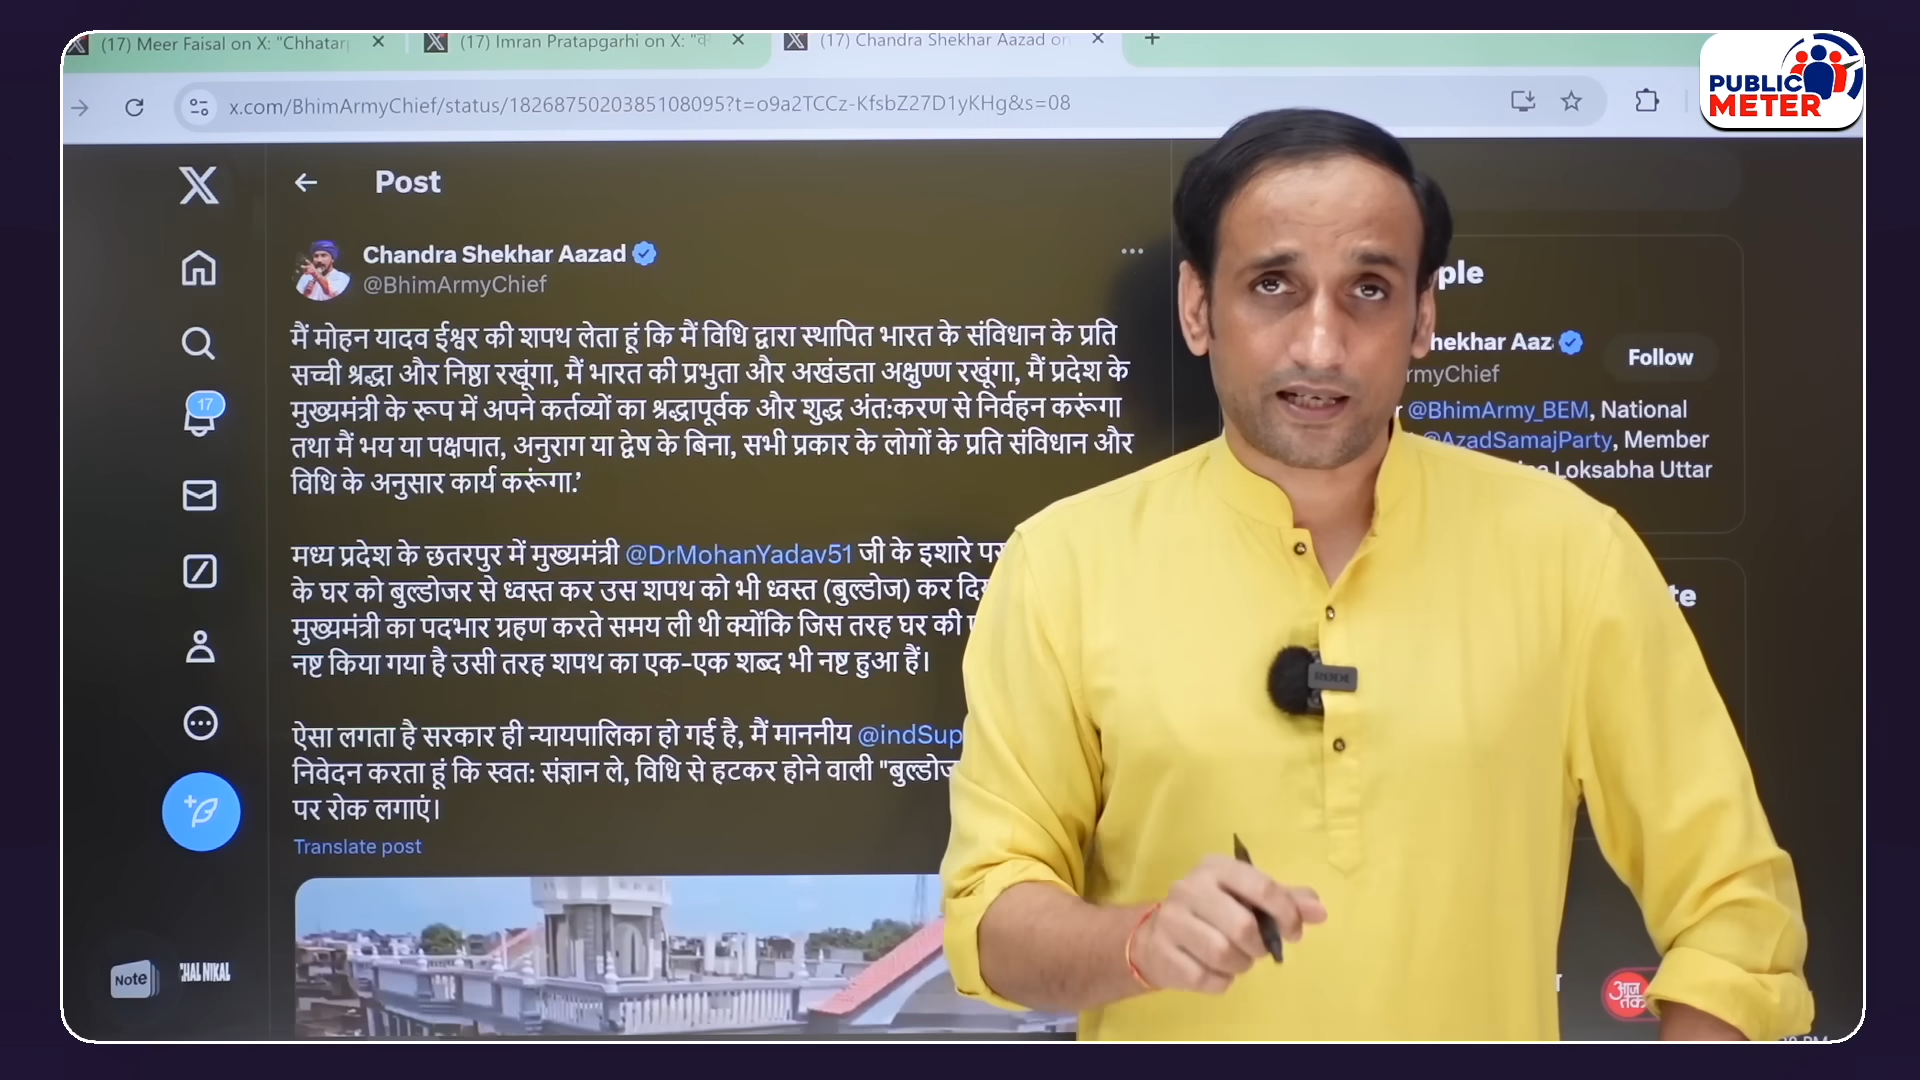 (17) Meer Faisal on X: "Chhatar
(17) Imran Pratapgarhi on X: "व
(17) Chandra Shekhar Aazad on
PUBLIC
METER
x.com/BhimArmyChief/status/1826875020385108095?t=o9a2TCCz-KfsbZ27D1yKHg&s=08
Post
Chandra Shekhar Aazad
@BhimArmyChief
मैं मोहन यादव ईश्वर की शपथ लेता हूं कि मैं विधि द्वारा स्थापित भारत के संविधान के प्रति
सच्ची श्रद्धा और निष्ठा रखूंगा, मैं भारत की प्रभुता और अखंडता अक्षुण्ण रखूंगा, मैं प्रदेश के
मुख्यमंत्री के रूप में अपने कर्तव्यों का श्रद्धापूर्वक और शुद्ध अंत:करण से निर्वहन करूंगा
तथा मैं भय या पक्षपात, अनुराग या द्वेष के बिना, सभी प्रकार के लोगों के प्रति संविधान और
विधि के अनुसार कार्य करूंगा.’
मध्य प्रदेश के छतरपुर में मुख्यमंत्री @DrMohanYadav51 जी के इशारे पर
के घर को बुल्डोजर से ध्वस्त कर उस शपथ को भी ध्वस्त (बुल्डोज) कर
मुख्यमंत्री का पदभार ग्रहण करते समय ली थी क्योंकि जिस तरह घर की
नष्ट किया गया है उसी तरह शपथ का एक-एक शब्द भी नष्ट हुआ हैं।
ऐसा लगता है सरकार ही न्यायपालिका हो गई है, मैं माननीय @indSup
निवेदन करता हूं कि स्वत: संज्ञान ले, विधि से हटकर होने वाली "बुल्डोज
पर रोक लगाएं।
Translate post
17
Note
ple
hekhar Aaz
Follow
rmyChief
@BhimArmy_BEM, National
@AzadSamajParty, Member
Loksabha Uttar
te
RODE
आज
तक